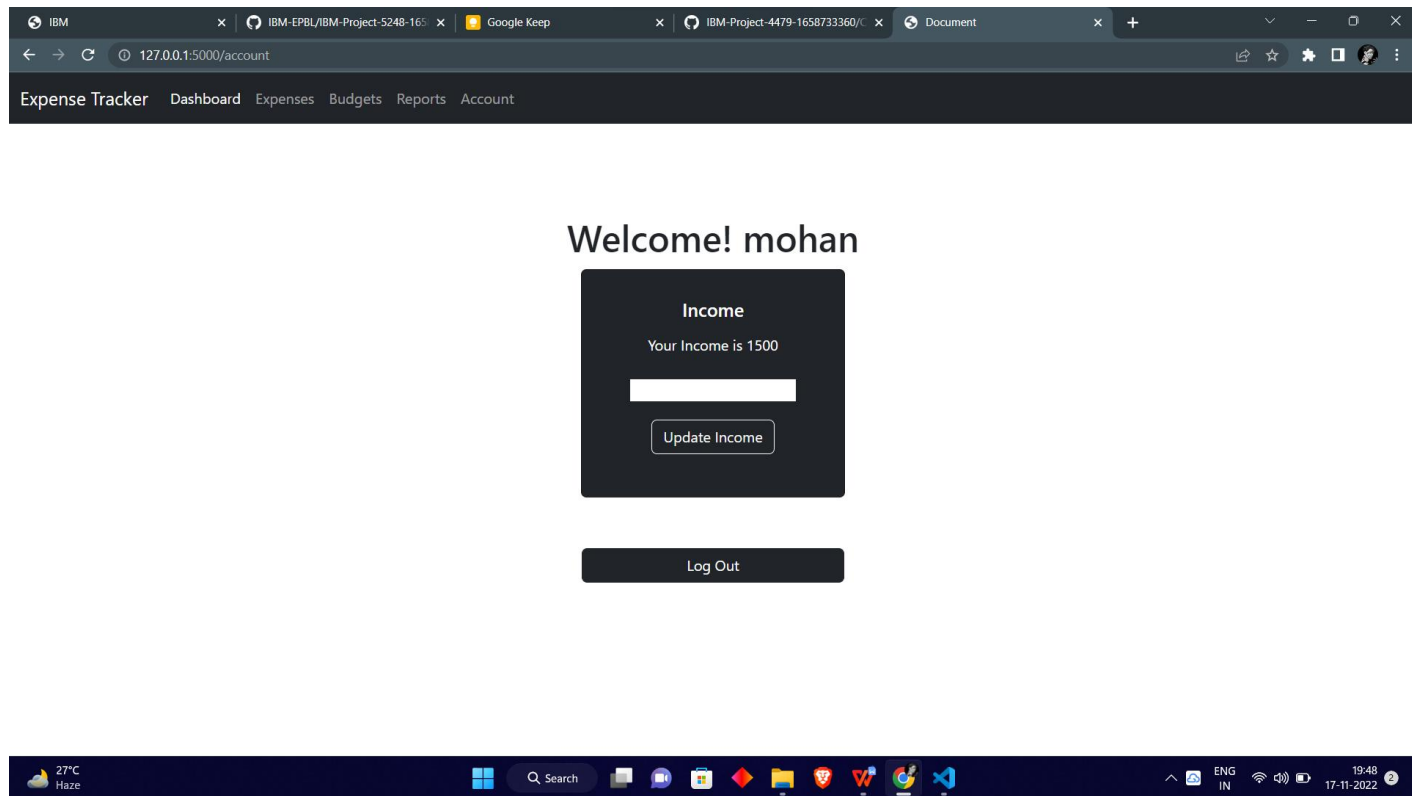 IBM
IBM-EPBL/IBM-Project-5248-165
Google Keep
IBM-Project-4479-1658733360/C
Document
127.0.0.1:5000/account
Expense Tracker Dashboard Expenses Budgets Reports Account
Welcome! mohan
Income
Your Income is 1500
Update Income
Log Out
27°C
Haze
Search
ENG
IN
19:48
17-11-2022
2